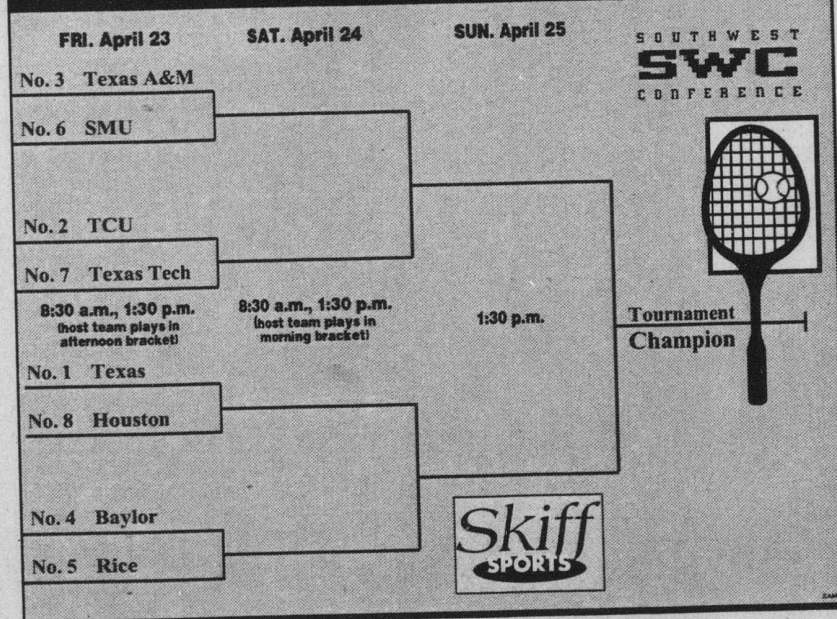 FRI. April 23
SAT. April 24
SUN. April 25
SOUTHWEST
SWC
CONFERENCE
No. 3 Texas A&M
No. 6 SMU
No. 2 TCU
No. 7 Texas Tech
8:30 a.m., 1:30 p.m.
(host team plays in
afternoon bracket)
8:30 a.m., 1:30 p.m.
(host team plays in
morning bracket)
1:30 p.m.
Tournament
Champion
No. 1 Texas
No. 8 Houston
No. 4 Baylor
No. 5 Rice
Skiff
SPORTS